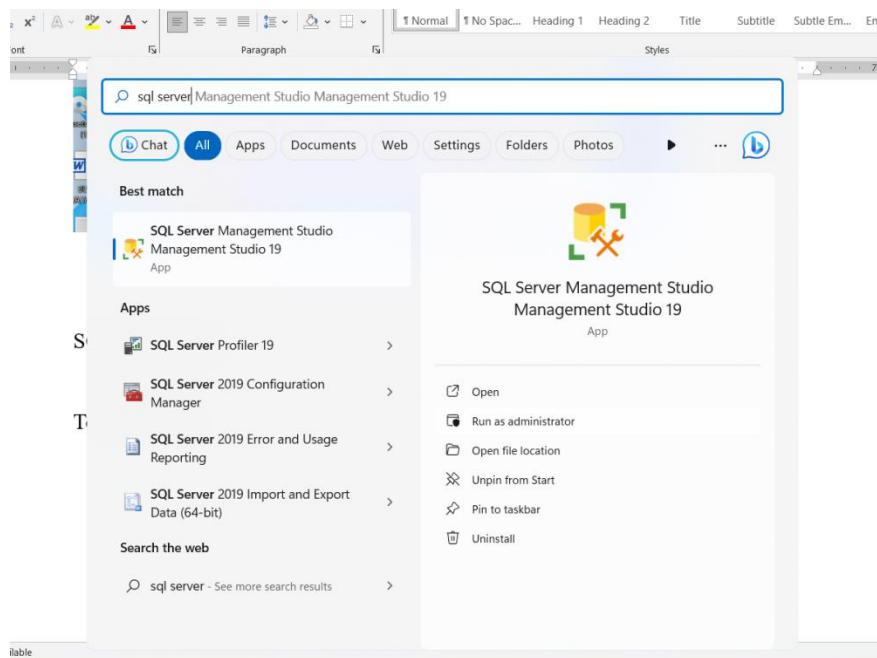 x²
A
ab
A
¶ Normal
¶ No Spac...
Heading 1
Heading 2
Title
Subtitle
Subtle Em...
Paragraph
Styles
sql server Management Studio Management Studio 19
Chat
All
Apps
Documents
Web
Settings
Folders
Photos
...
Best match
SQL Server Management Studio
Management Studio 19
App
Apps
SQL Server Profiler 19
SQL Server 2019 Configuration
Manager
SQL Server 2019 Error and Usage
Reporting
SQL Server 2019 Import and Export
Data (64-bit)
Search the web
sql server - See more search results
SQL Server Management Studio
Management Studio 19
App
Open
Run as administrator
Open file location
Unpin from Start
Pin to taskbar
Uninstall